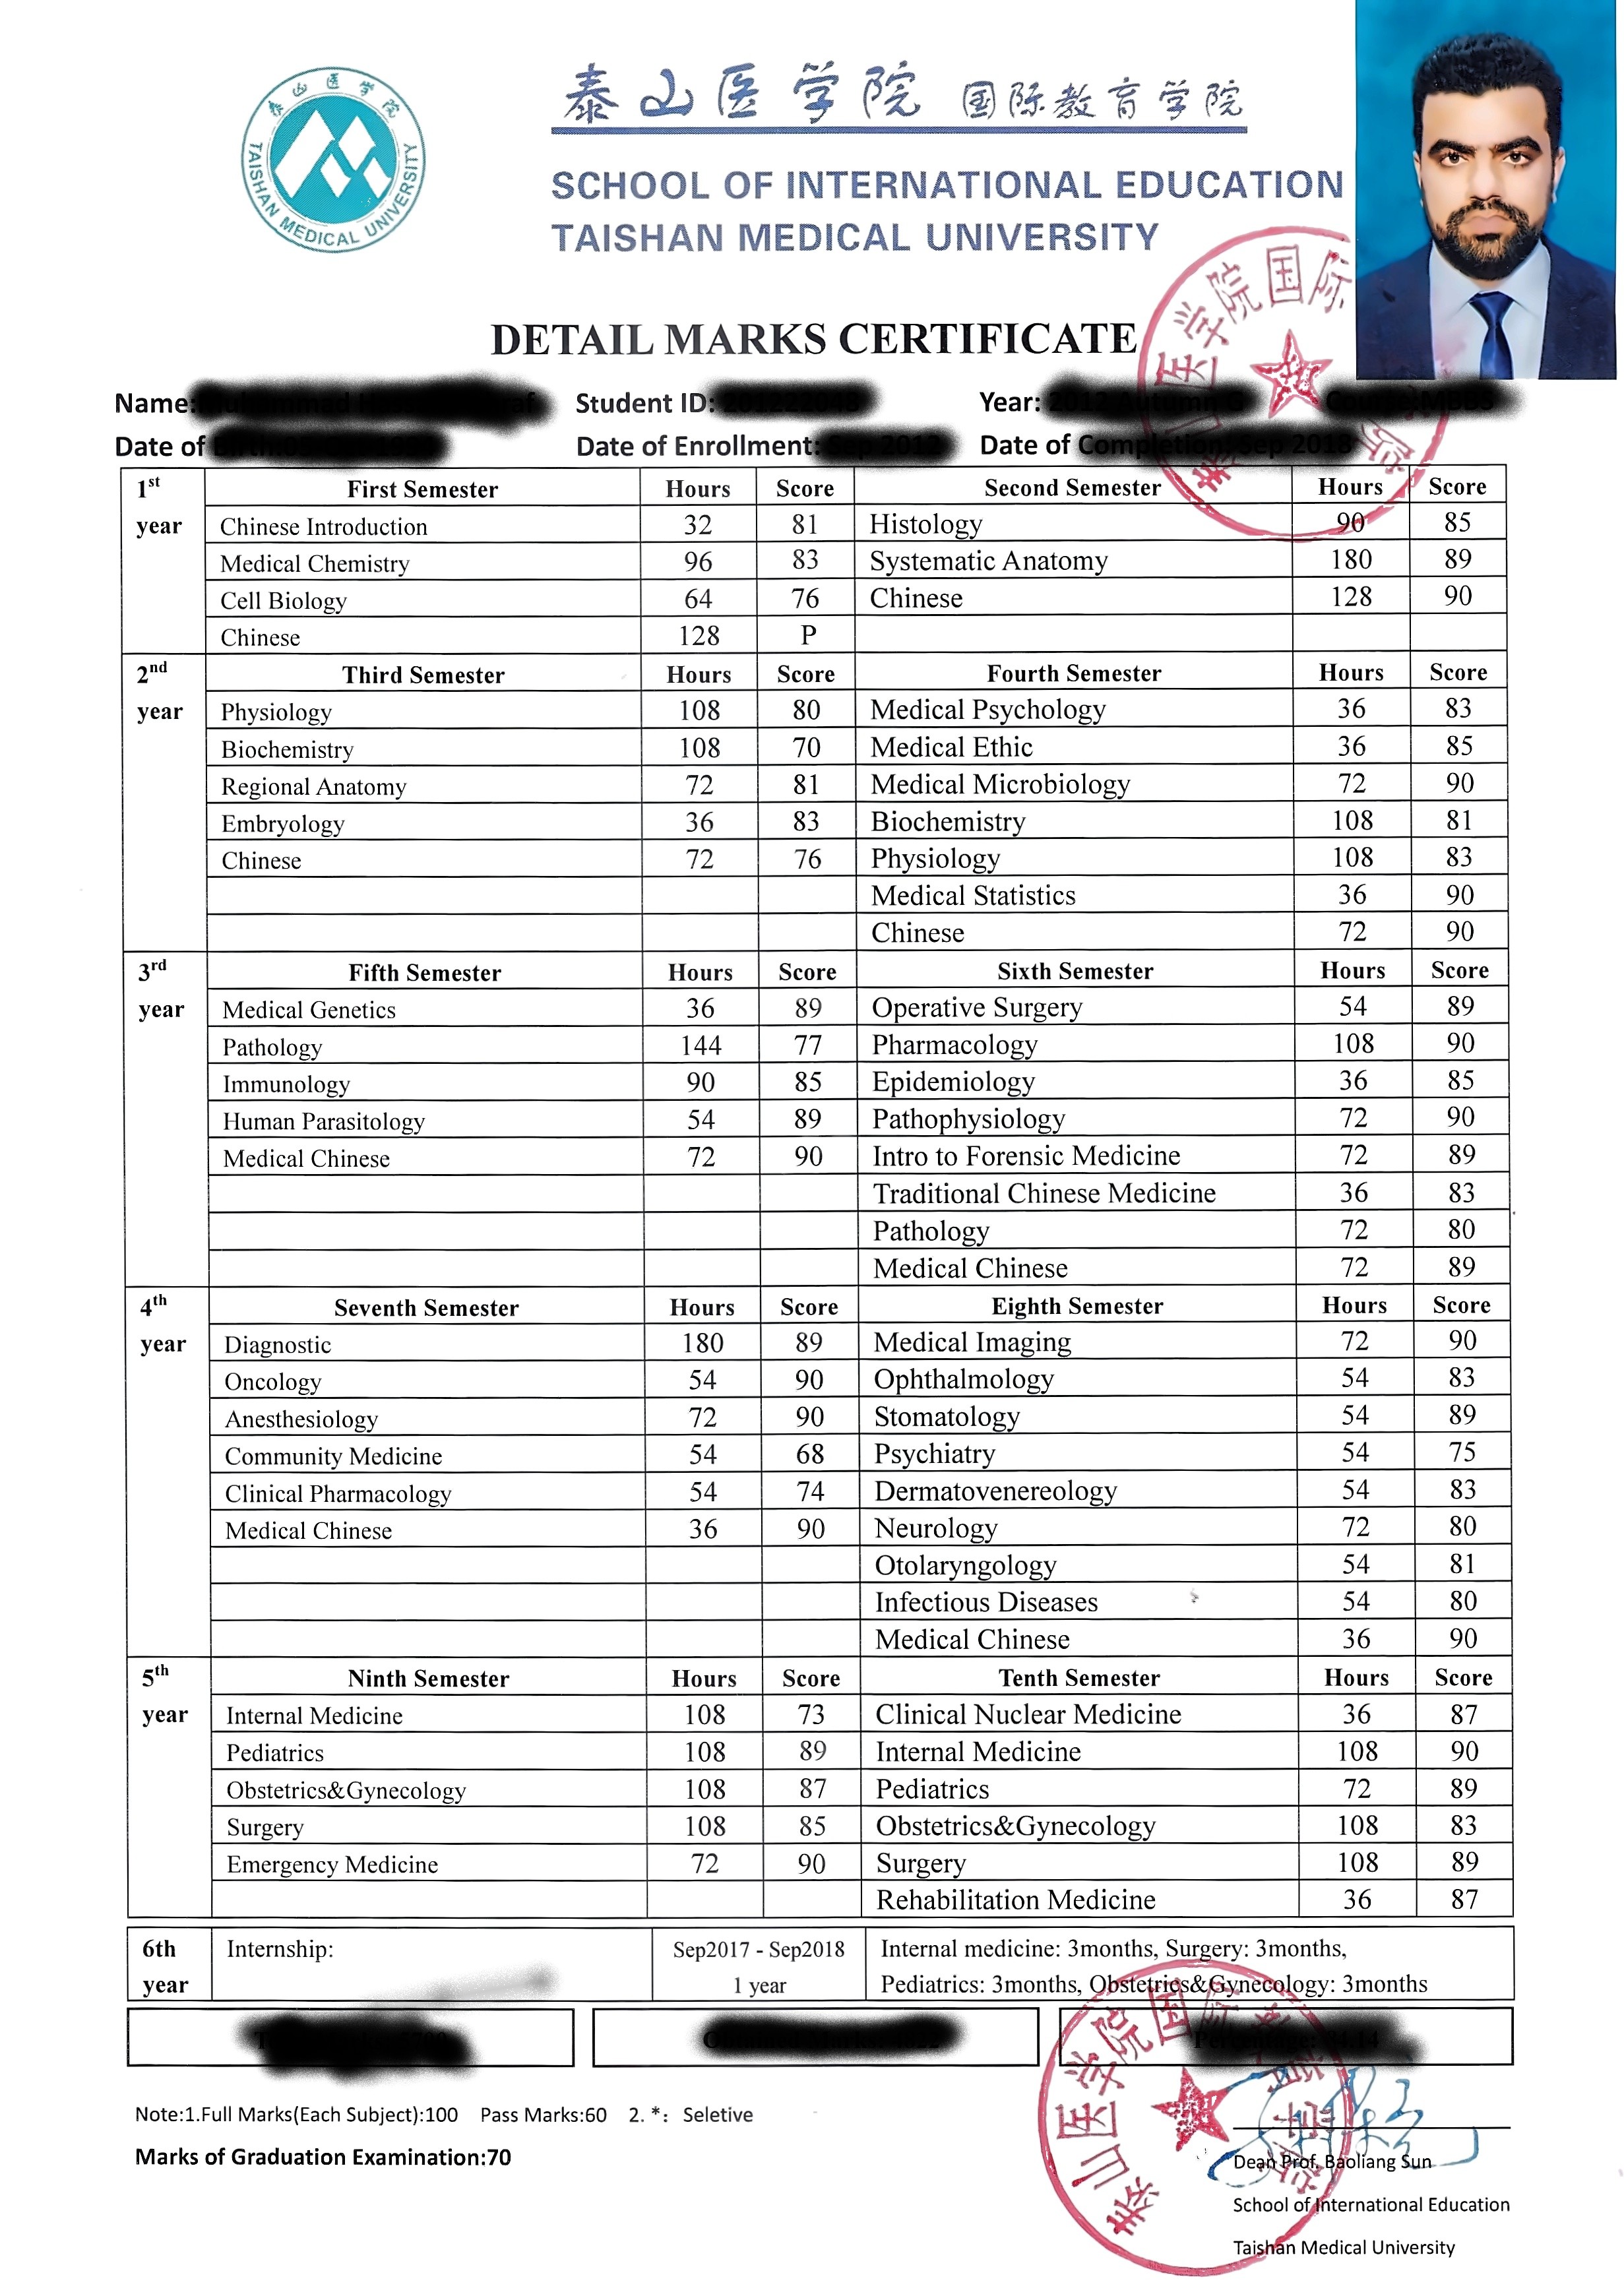 泰山医学院
TAISHAN MEDICAL UNIVERSITY
泰山医学院 国际教育学院
SCHOOL OF INTERNATIONAL EDUCATION
TAISHAN MEDICAL UNIVERSITY
山医学院国际
DETAIL MARKS CERTIFICATE
Name: Student ID: Year:
Date of Date of Enrollment: Date of
1st year First Semester Hours Score Second Semester Hours Score
Chinese Introduction 32 81 Histology 90 85
Medical Chemistry 96 83 Systematic Anatomy 180 89
Cell Biology 64 76 Chinese 128 90
Chinese 128 P
2nd year Third Semester Hours Score Fourth Semester Hours Score
Physiology 108 80 Medical Psychology 36 83
Biochemistry 108 70 Medical Ethic 36 85
Regional Anatomy 72 81 Medical Microbiology 72 90
Embryology 36 83 Biochemistry 108 81
Chinese 72 76 Physiology 108 83
Medical Statistics 36 90
Chinese 72 90
3rd year Fifth Semester Hours Score Sixth Semester Hours Score
Medical Genetics 36 89 Operative Surgery 54 89
Pathology 144 77 Pharmacology 108 90
Immunology 90 85 Epidemiology 36 85
Human Parasitology 54 89 Pathophysiology 72 90
Medical Chinese 72 90 Intro to Forensic Medicine 72 89
Traditional Chinese Medicine 36 83
Pathology 72 80
Medical Chinese 72 89
4th year Seventh Semester Hours Score Eighth Semester Hours Score
Diagnostic 180 89 Medical Imaging 72 90
Oncology 54 90 Ophthalmology 54 83
Anesthesiology 72 90 Stomatology 54 89
Community Medicine 54 68 Psychiatry 54 75
Clinical Pharmacology 54 74 Dermatovenereology 54 83
Medical Chinese 36 90 Neurology 72 80
Otolaryngology 54 81
Infectious Diseases 54 80
Medical Chinese 36 90
5th year Ninth Semester Hours Score Tenth Semester Hours Score
Internal Medicine 108 73 Clinical Nuclear Medicine 36 87
Pediatrics 108 89 Internal Medicine 108 90
Obstetrics&Gynecology 108 87 Pediatrics 72 89
Surgery 108 85 Obstetrics&Gynecology 108 83
Emergency Medicine 72 90 Surgery 108 89
Rehabilitation Medicine 36 87
6th year Internship: Sep2017 - Sep2018 Internal medicine: 3months, Surgery: 3months,
1 year Pediatrics: 3months, Obstetrics&Gynecology: 3months
泰山医学院国际教育学院
Note:1.Full Marks(Each Subject):100 Pass Marks:60 2. *: Seletive
Marks of Graduation Examination:70
Dean Prof. Baoliang Sun
School of International Education
Taishan Medical University